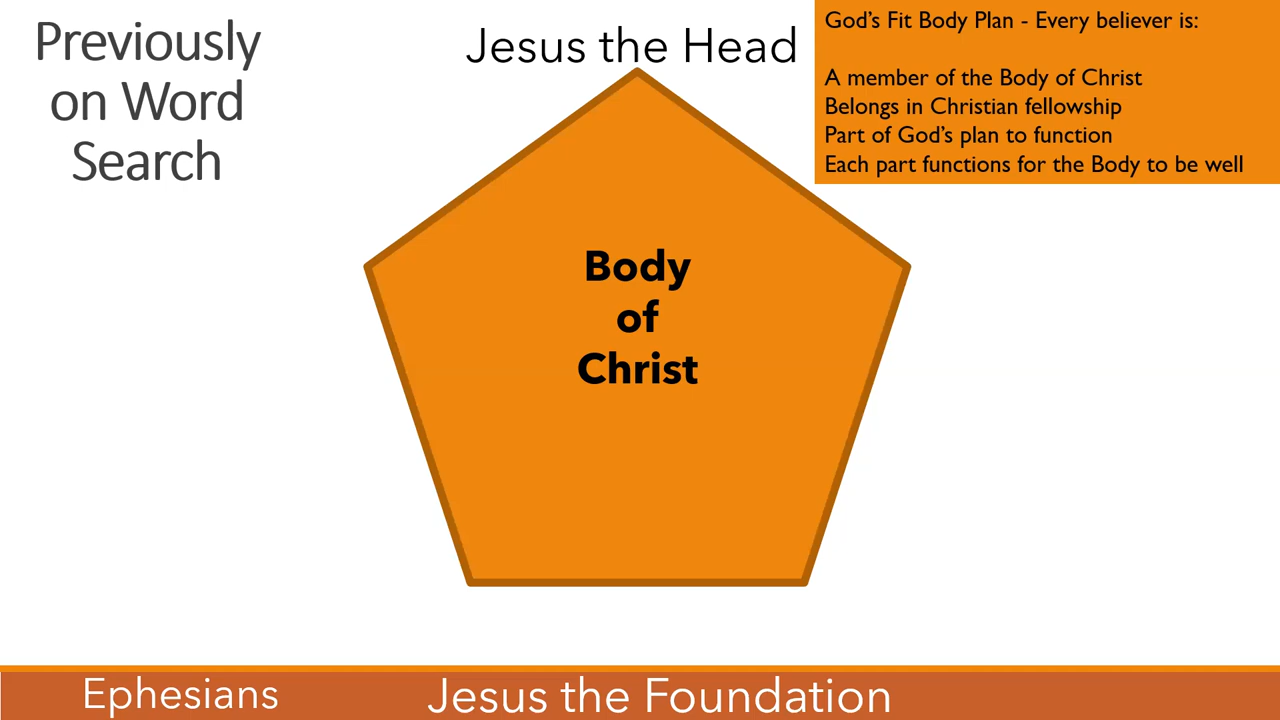 Previously
on Word
Search
Jesus the Head
God's Fit Body Plan - Every believer is:
A member of the Body of Christ
Belongs in Christian fellowship
Part of God's plan to function
Each part functions for the Body to be well
Body
of
Christ
Ephesians
Jesus the Foundation